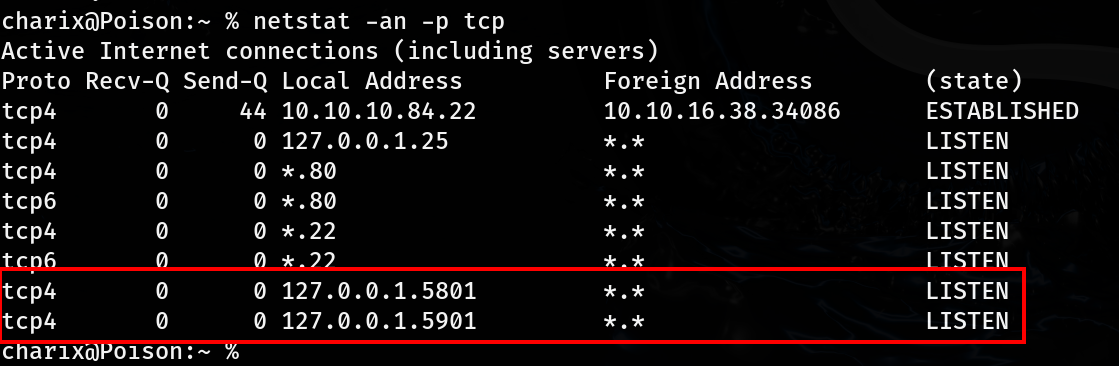 charix@Poison:~ % netstat -an -p tcp
Active Internet connections (including servers)
Proto Recv-Q Send-Q Local Address          Foreign Address        (state)
tcp4       0     44 10.10.10.84.22         10.10.16.38.34086      ESTABLISHED
tcp4       0      0 127.0.0.1.25           *.*                    LISTEN
tcp4       0      0 *.80                   *.*                    LISTEN
tcp6       0      0 *.80                   *.*                    LISTEN
tcp4       0      0 *.22                   *.*                    LISTEN
tcp6       0      0 *.22                   *.*                    LISTEN
tcp4       0      0 127.0.0.1.5801         *.*                    LISTEN
tcp4       0      0 127.0.0.1.5901         *.*                    LISTEN
charix@Poison:~ %